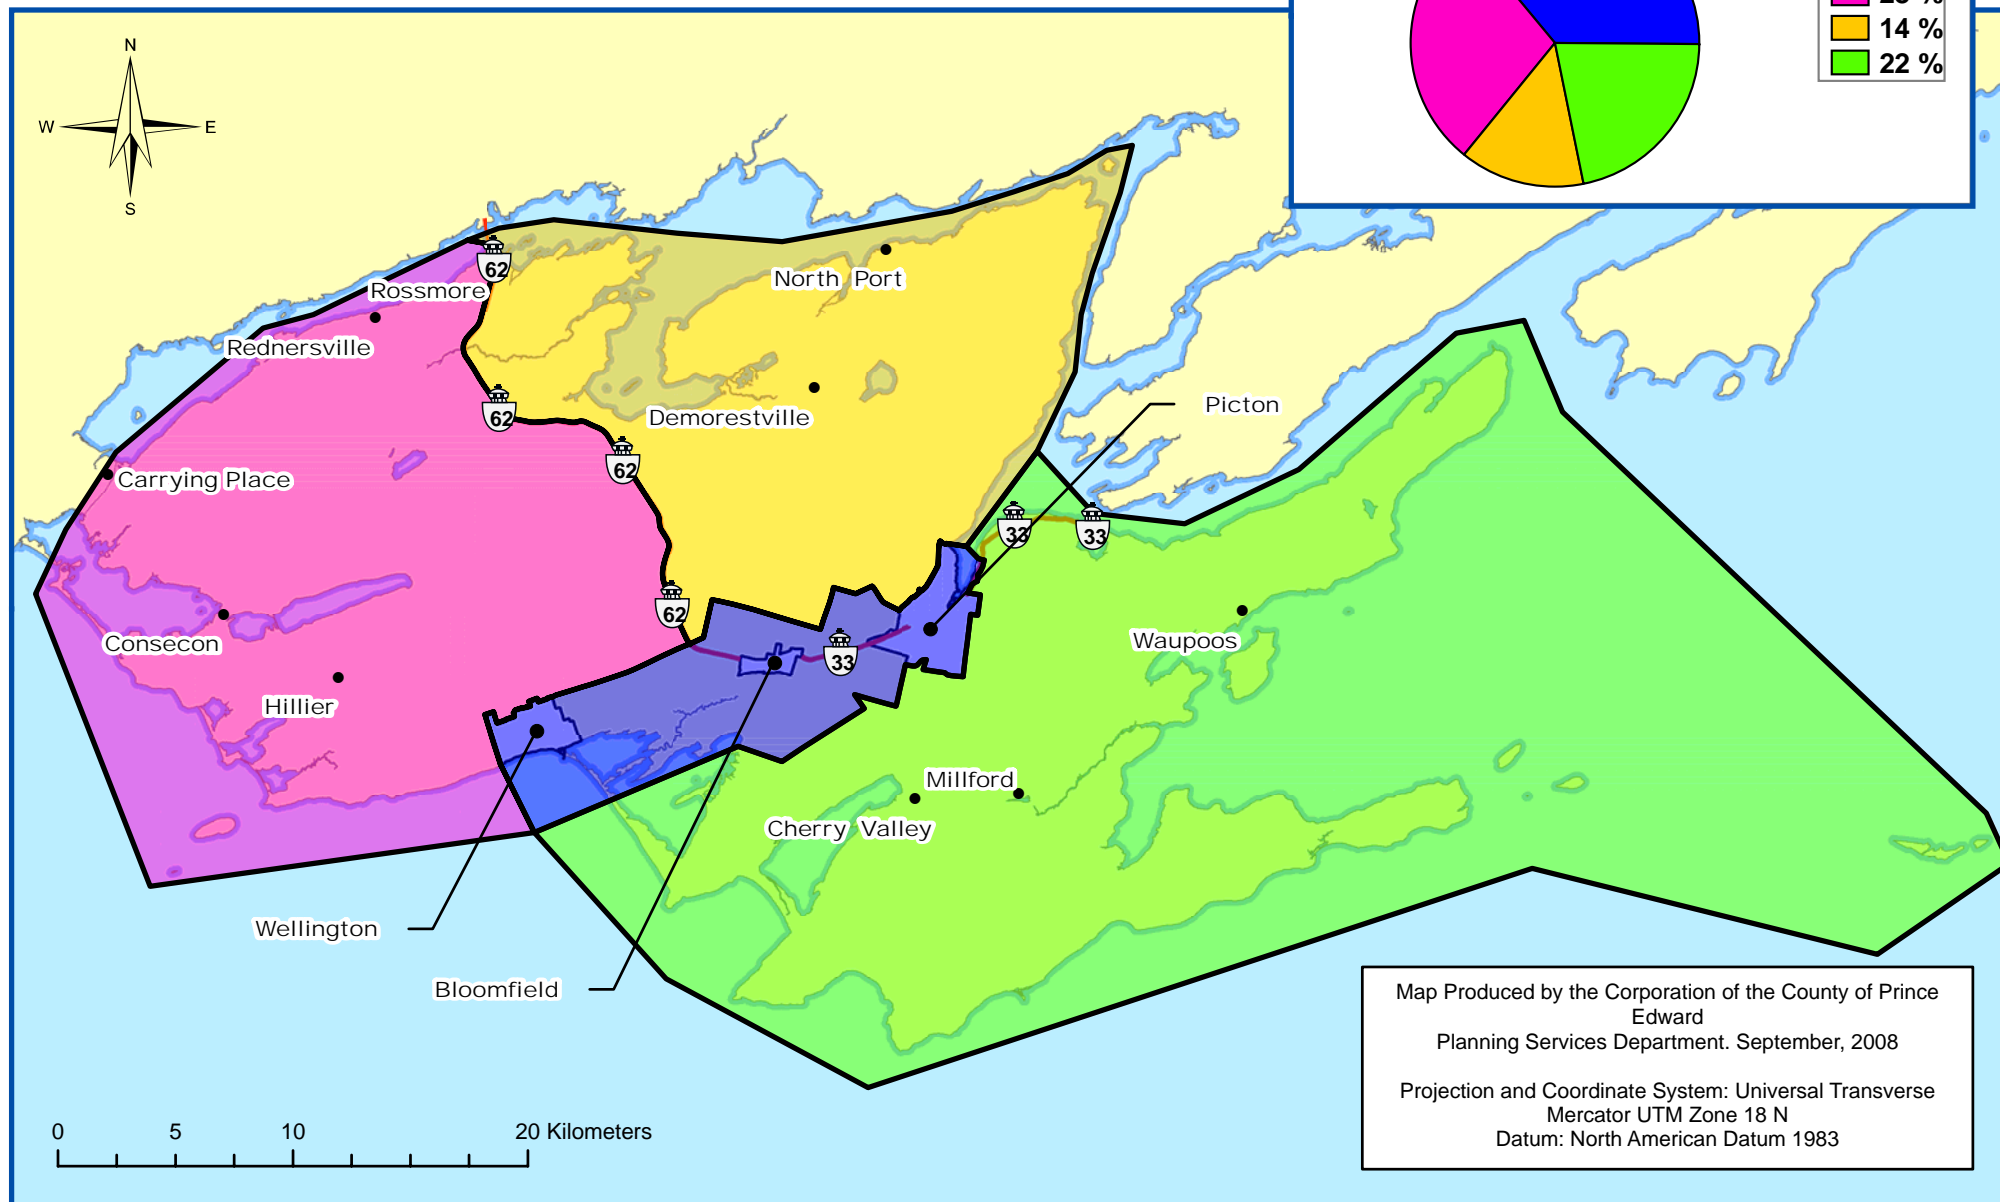 14 %
22 %
N
W
E
S
62
North Port
Rossmore
Rednersville
62
Demorestville
Picton
62
Carrying Place
33
33
62
Consecon
33
Waupoos
Hillier
Millford
Cherry Valley
Wellington
Bloomfield
Map Produced by the Corporation of the County of Prince
Edward
Planning Services Department. September, 2008
Projection and Coordinate System: Universal Transverse
Mercator UTM Zone 18 N
Datum: North American Datum 1983
0 5 10 20 Kilometers